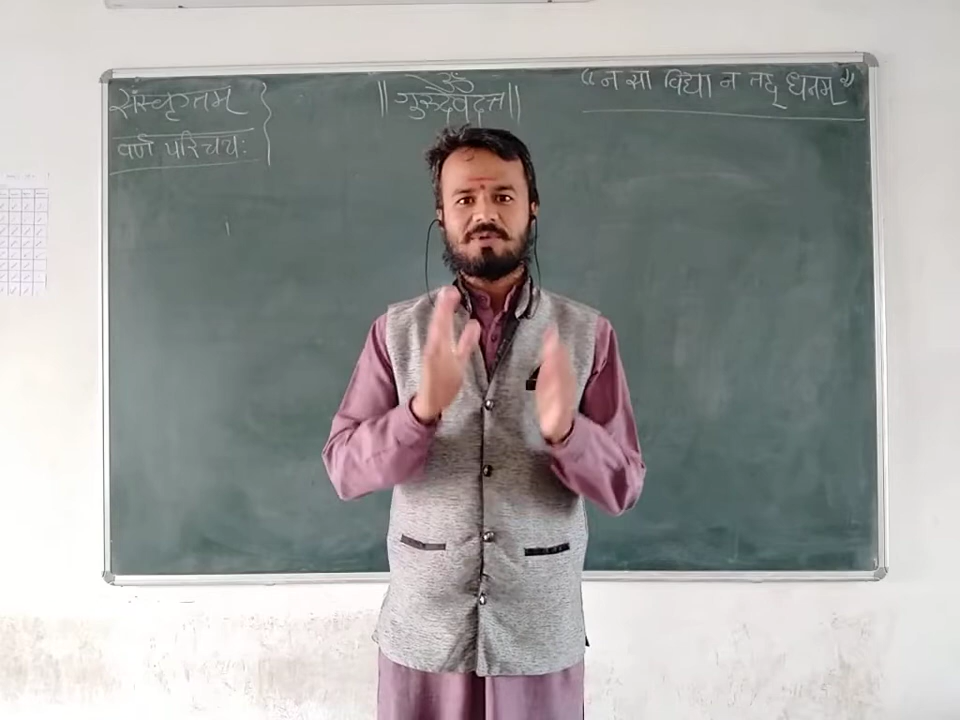 संस्कृतम्
वर्ण परिचयः
ॐ
||गुरुदेवदत्त||
“न सा विद्या न तद् धनम्”